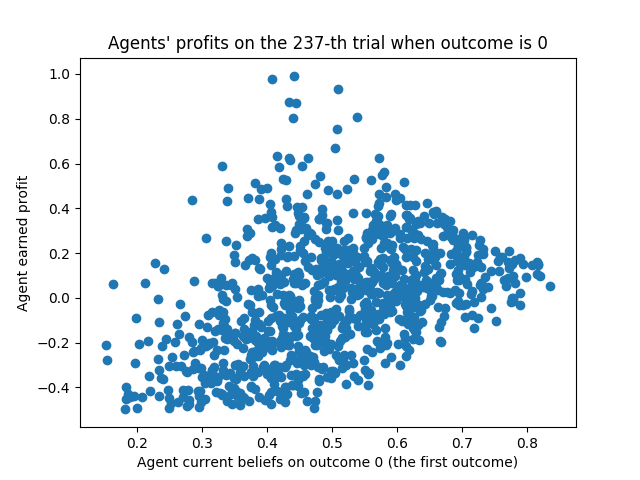 Agents' profits on the 237-th trial when outcome is 0
1.0
0.8
0.6
0.4
0.2
0.0
−0.2
−0.4
Agent earned profit
0.2 0.3 0.4 0.5 0.6 0.7 0.8
Agent current beliefs on outcome 0 (the first outcome)